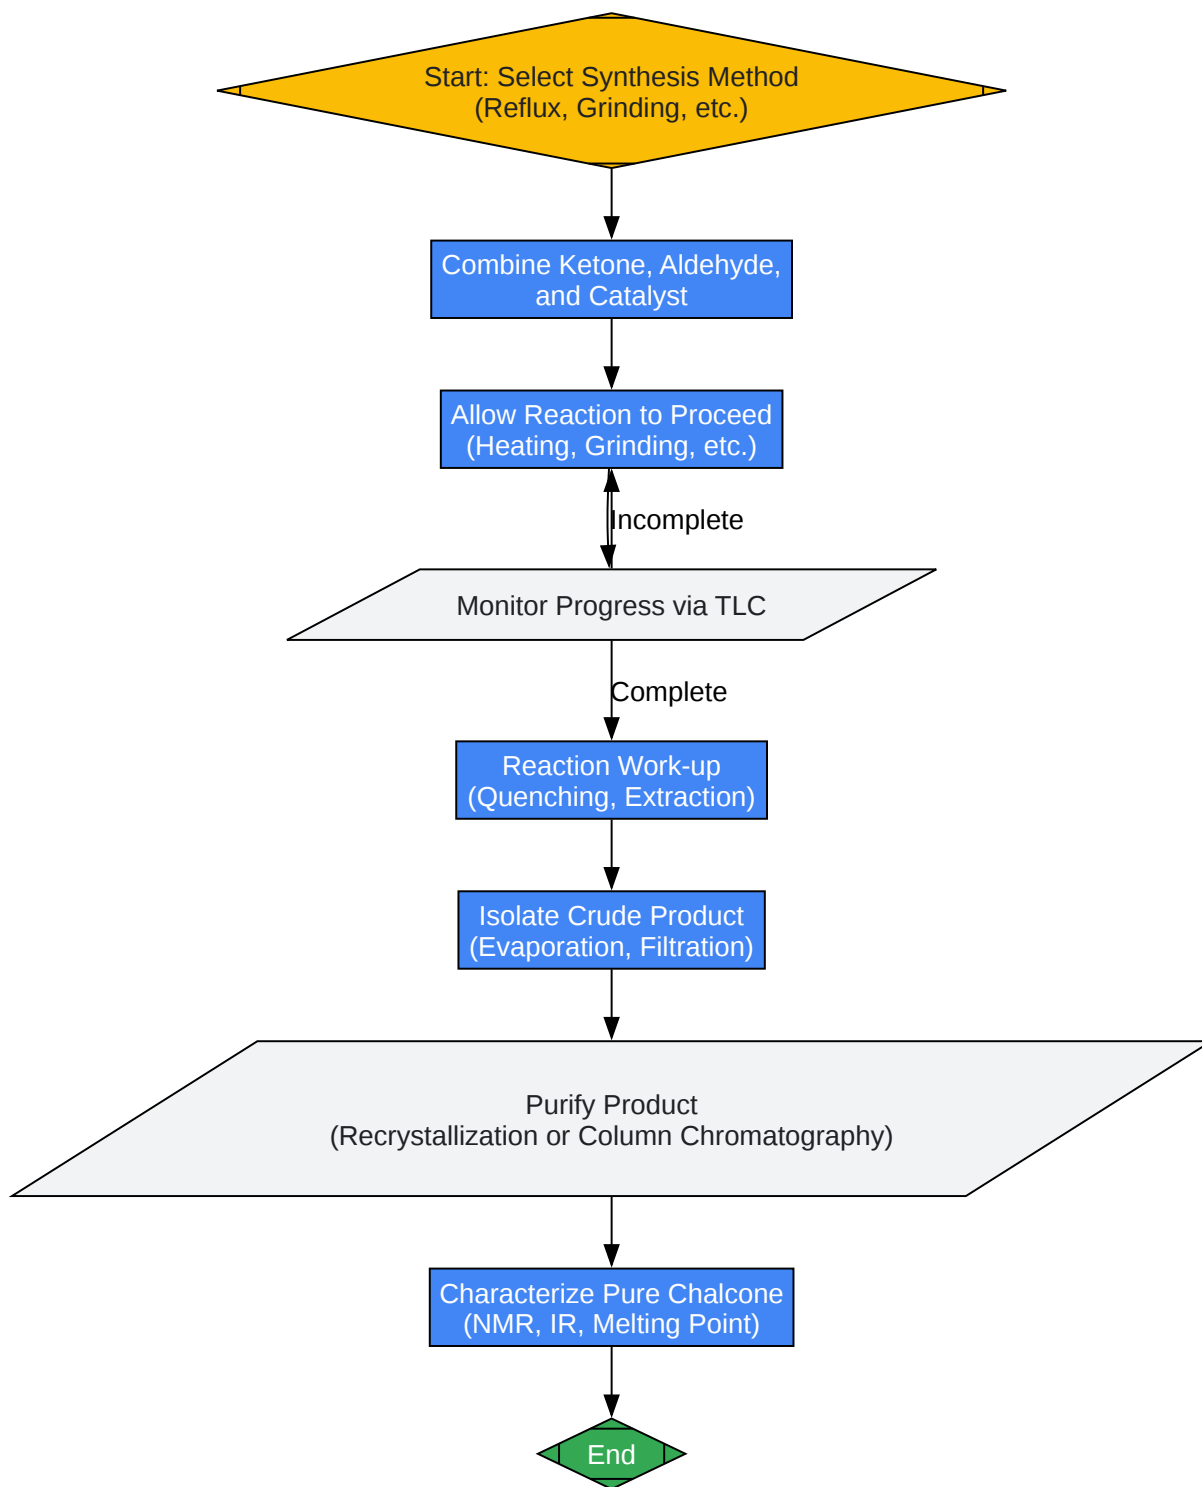 Start: Select Synthesis Method
(Reflux, Grinding, etc.)
Combine Ketone, Aldehyde,
and Catalyst
Allow Reaction to Proceed
(Heating, Grinding, etc.)
Incomplete
Monitor Progress via TLC
Complete
Reaction Work-up
(Quenching, Extraction)
Isolate Crude Product
(Evaporation, Filtration)
Purify Product
(Recrystallization or Column Chromatography)
Characterize Pure Chalcone
(NMR, IR, Melting Point)
End